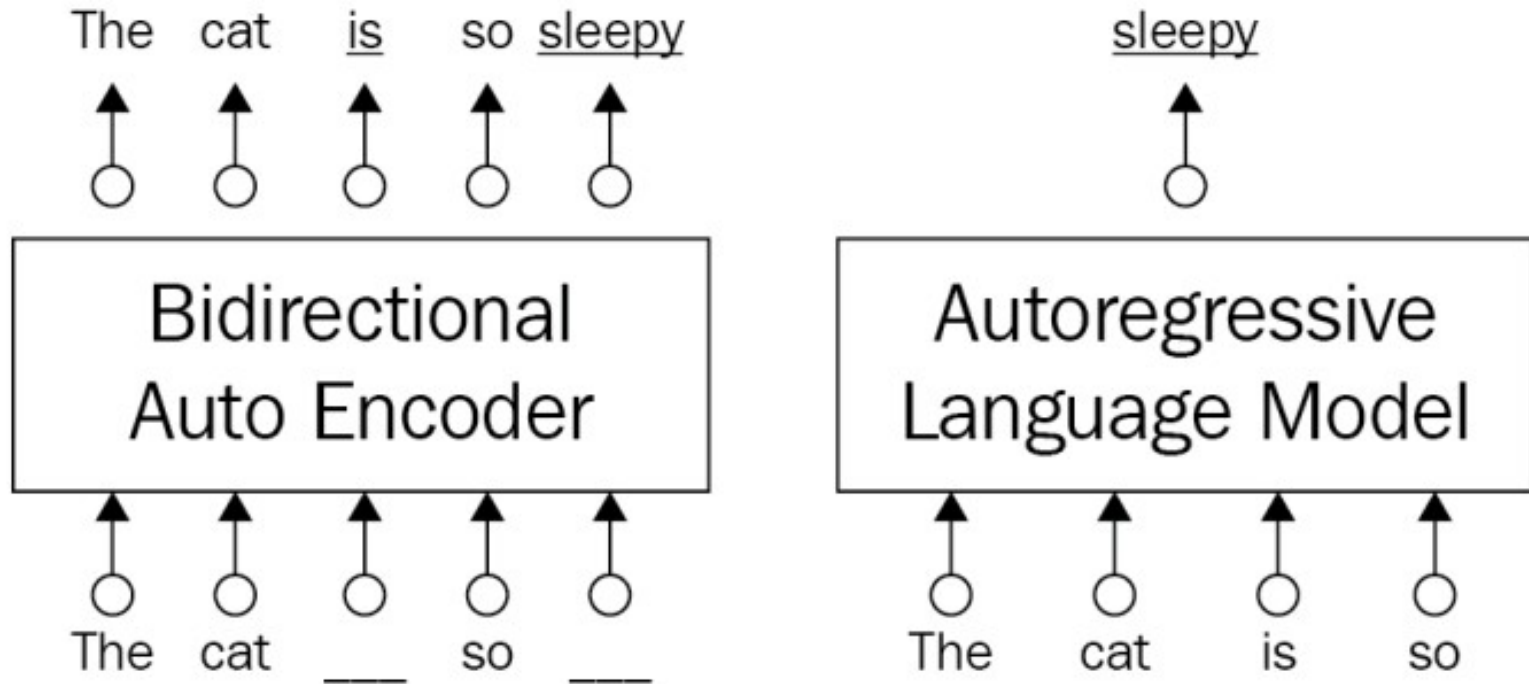 The cat is so sleepy
Bidirectional
Auto Encoder
The cat ___ so ___
sleepy
Autoregressive
Language Model
The cat is so